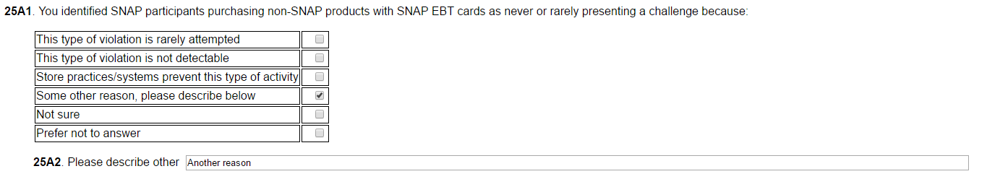 25A1. You identified SNAP participants purchasing non-SNAP products with SNAP EBT cards as never or rarely presenting a challenge because:
This type of violation is rarely attempted
This type of violation is not detectable
Store practices/systems prevent this type of activity
Some other reason, please describe below
Not sure
Prefer not to answer
25A2. Please describe other Another reason